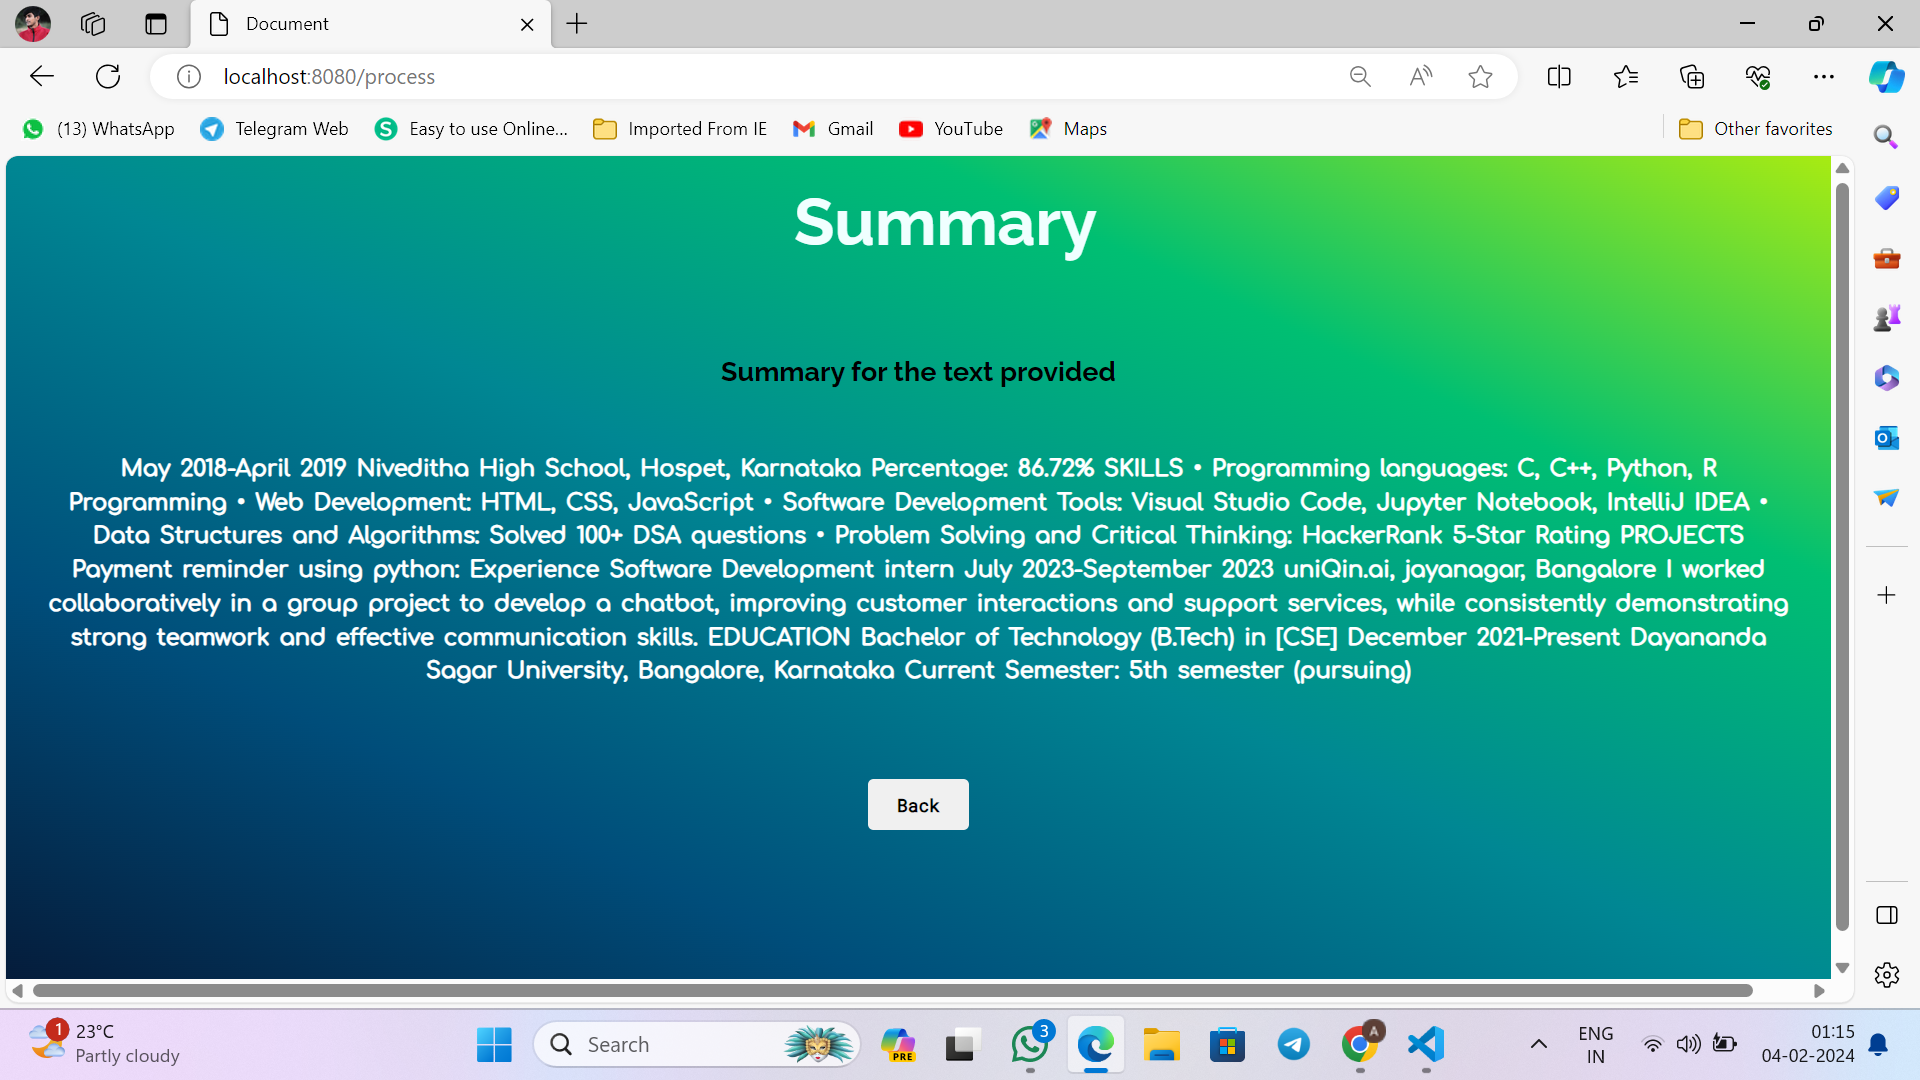 Document
localhost:8080/process
(13) WhatsApp Telegram Web Easy to use Online... Imported From IE Gmail YouTube Maps Other favorites
Summary
Summary for the text provided
May 2018-April 2019 Niveditha High School, Hospet, Karnataka Percentage: 86.72% SKILLS • Programming languages: C, C++, Python, R
Programming • Web Development: HTML, CSS, JavaScript • Software Development Tools: Visual Studio Code, Jupyter Notebook, IntelliJ IDEA •
Data Structures and Algorithms: Solved 100+ DSA questions • Problem Solving and Critical Thinking: HackerRank 5-Star Rating PROJECTS
Payment reminder using python: Experience Software Development intern July 2023-September 2023 uniQin.ai, jayanagar, Bangalore I worked
collaboratively in a group project to develop a chatbot, improving customer interactions and support services, while consistently demonstrating
strong teamwork and effective communication skills. EDUCATION Bachelor of Technology (B.Tech) in [CSE] December 2021-Present Dayananda
Sagar University, Bangalore, Karnataka Current Semester: 5th semester (pursuing)
Back
1 23°C
Partly cloudy
Search
PRE
3
A
ENG
IN
01:15
04-02-2024